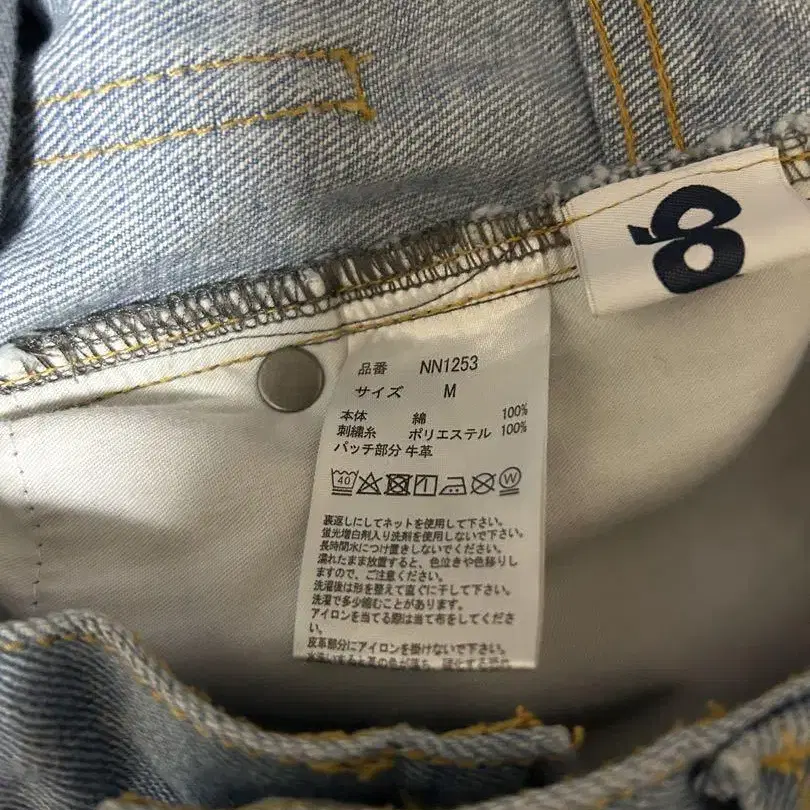 品番 NN1253
サイズ M
本体 綿 100%
刺繍糸 ポリエステル 100%
パッチ部分 牛革
40 W
裏返しにしてネットを使用して下さい。
蛍光増白剤入り洗剤を使用しないで下さい。
長時間水につけ置きしないでください。
濡れたまま放置すると、色泣きや色移りし
ますので、ご注意ください。
洗濯後は形を整えて直ぐに干して下さい。
洗濯で多少縮むことがあります。
アイロンを当てる際は当て布をしてくださ
い。
皮革部分にアイロンを掛けないで下さい。